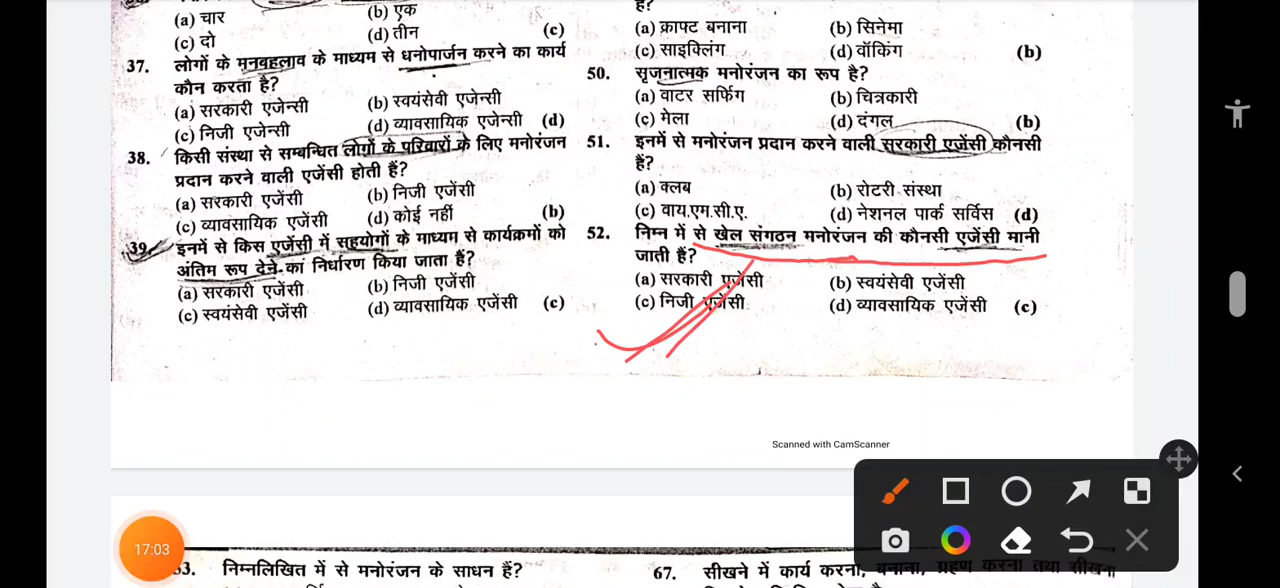 (a) चार
(b) एक
(c) दो
(d) तीन
(c)
37. लोगों के मनबहलाव के माध्यम से धनोपार्जन करने का कार्य
कौन करता है?
(a) सरकारी एजेन्सी
(b) स्वयंसेवी एजेन्सी
(c) निजी एजेन्सी
(d) व्यावसायिक एजेन्सी (d)
38. किसी संस्था से सम्बन्धित लोगों के परिवारों के लिए मनोरंजन
प्रदान करने वाली एजेंसी होती हैं?
(a) सरकारी एजेंसी
(b) निजी एजेंसी
(c) व्यावसायिक एजेंसी
(d) कोई नहीं
(b)
39. इनमें से किस एजेंसी में सहयोगों के माध्यम से कार्यक्रमों को
अंतिम रूप देने का निर्धारण किया जाता हैं?
(a) सरकारी एजेंसी
(b) निजी एजेंसी
(c) स्वयंसेवी एजेंसी
(d) व्यावसायिक एजेंसी
(c)
है?
(a) क्राफ्ट बनाना
(b) सिनेमा
(c) साइक्लिंग
(d) वॉकिंग
(b)
50. सृजनात्मक मनोरंजन का रूप है?
(a) वाटर सर्फिग
(b) चित्रकारी
(c) मेला
(d) दंगल
(b)
51. इनमें से मनोरंजन प्रदान करने वाली सरकारी एजेंसी कौनसी
हैं?
(a) क्लब
(b) रोटरी संस्था
(c) वाय.एम.सी.ए.
(d) नेशनल पार्क सर्विस (d)
52. निम्न में से खेल संगठन मनोरंजन की कौनसी एजेंसी मानी
जाती हैं?
(a) सरकारी एजेंसी
(b) स्वयंसेवी एजेंसी
(c) निजी एजेंसी
(d) व्यावसायिक एजेंसी
(c)
Scanned with CamScanner
17:03
निम्नलिखित में से मनोरंजन के साधन हैं?
67. सीखने में कार्य करना, बनाना, ग्रहण करना तथा सीखना